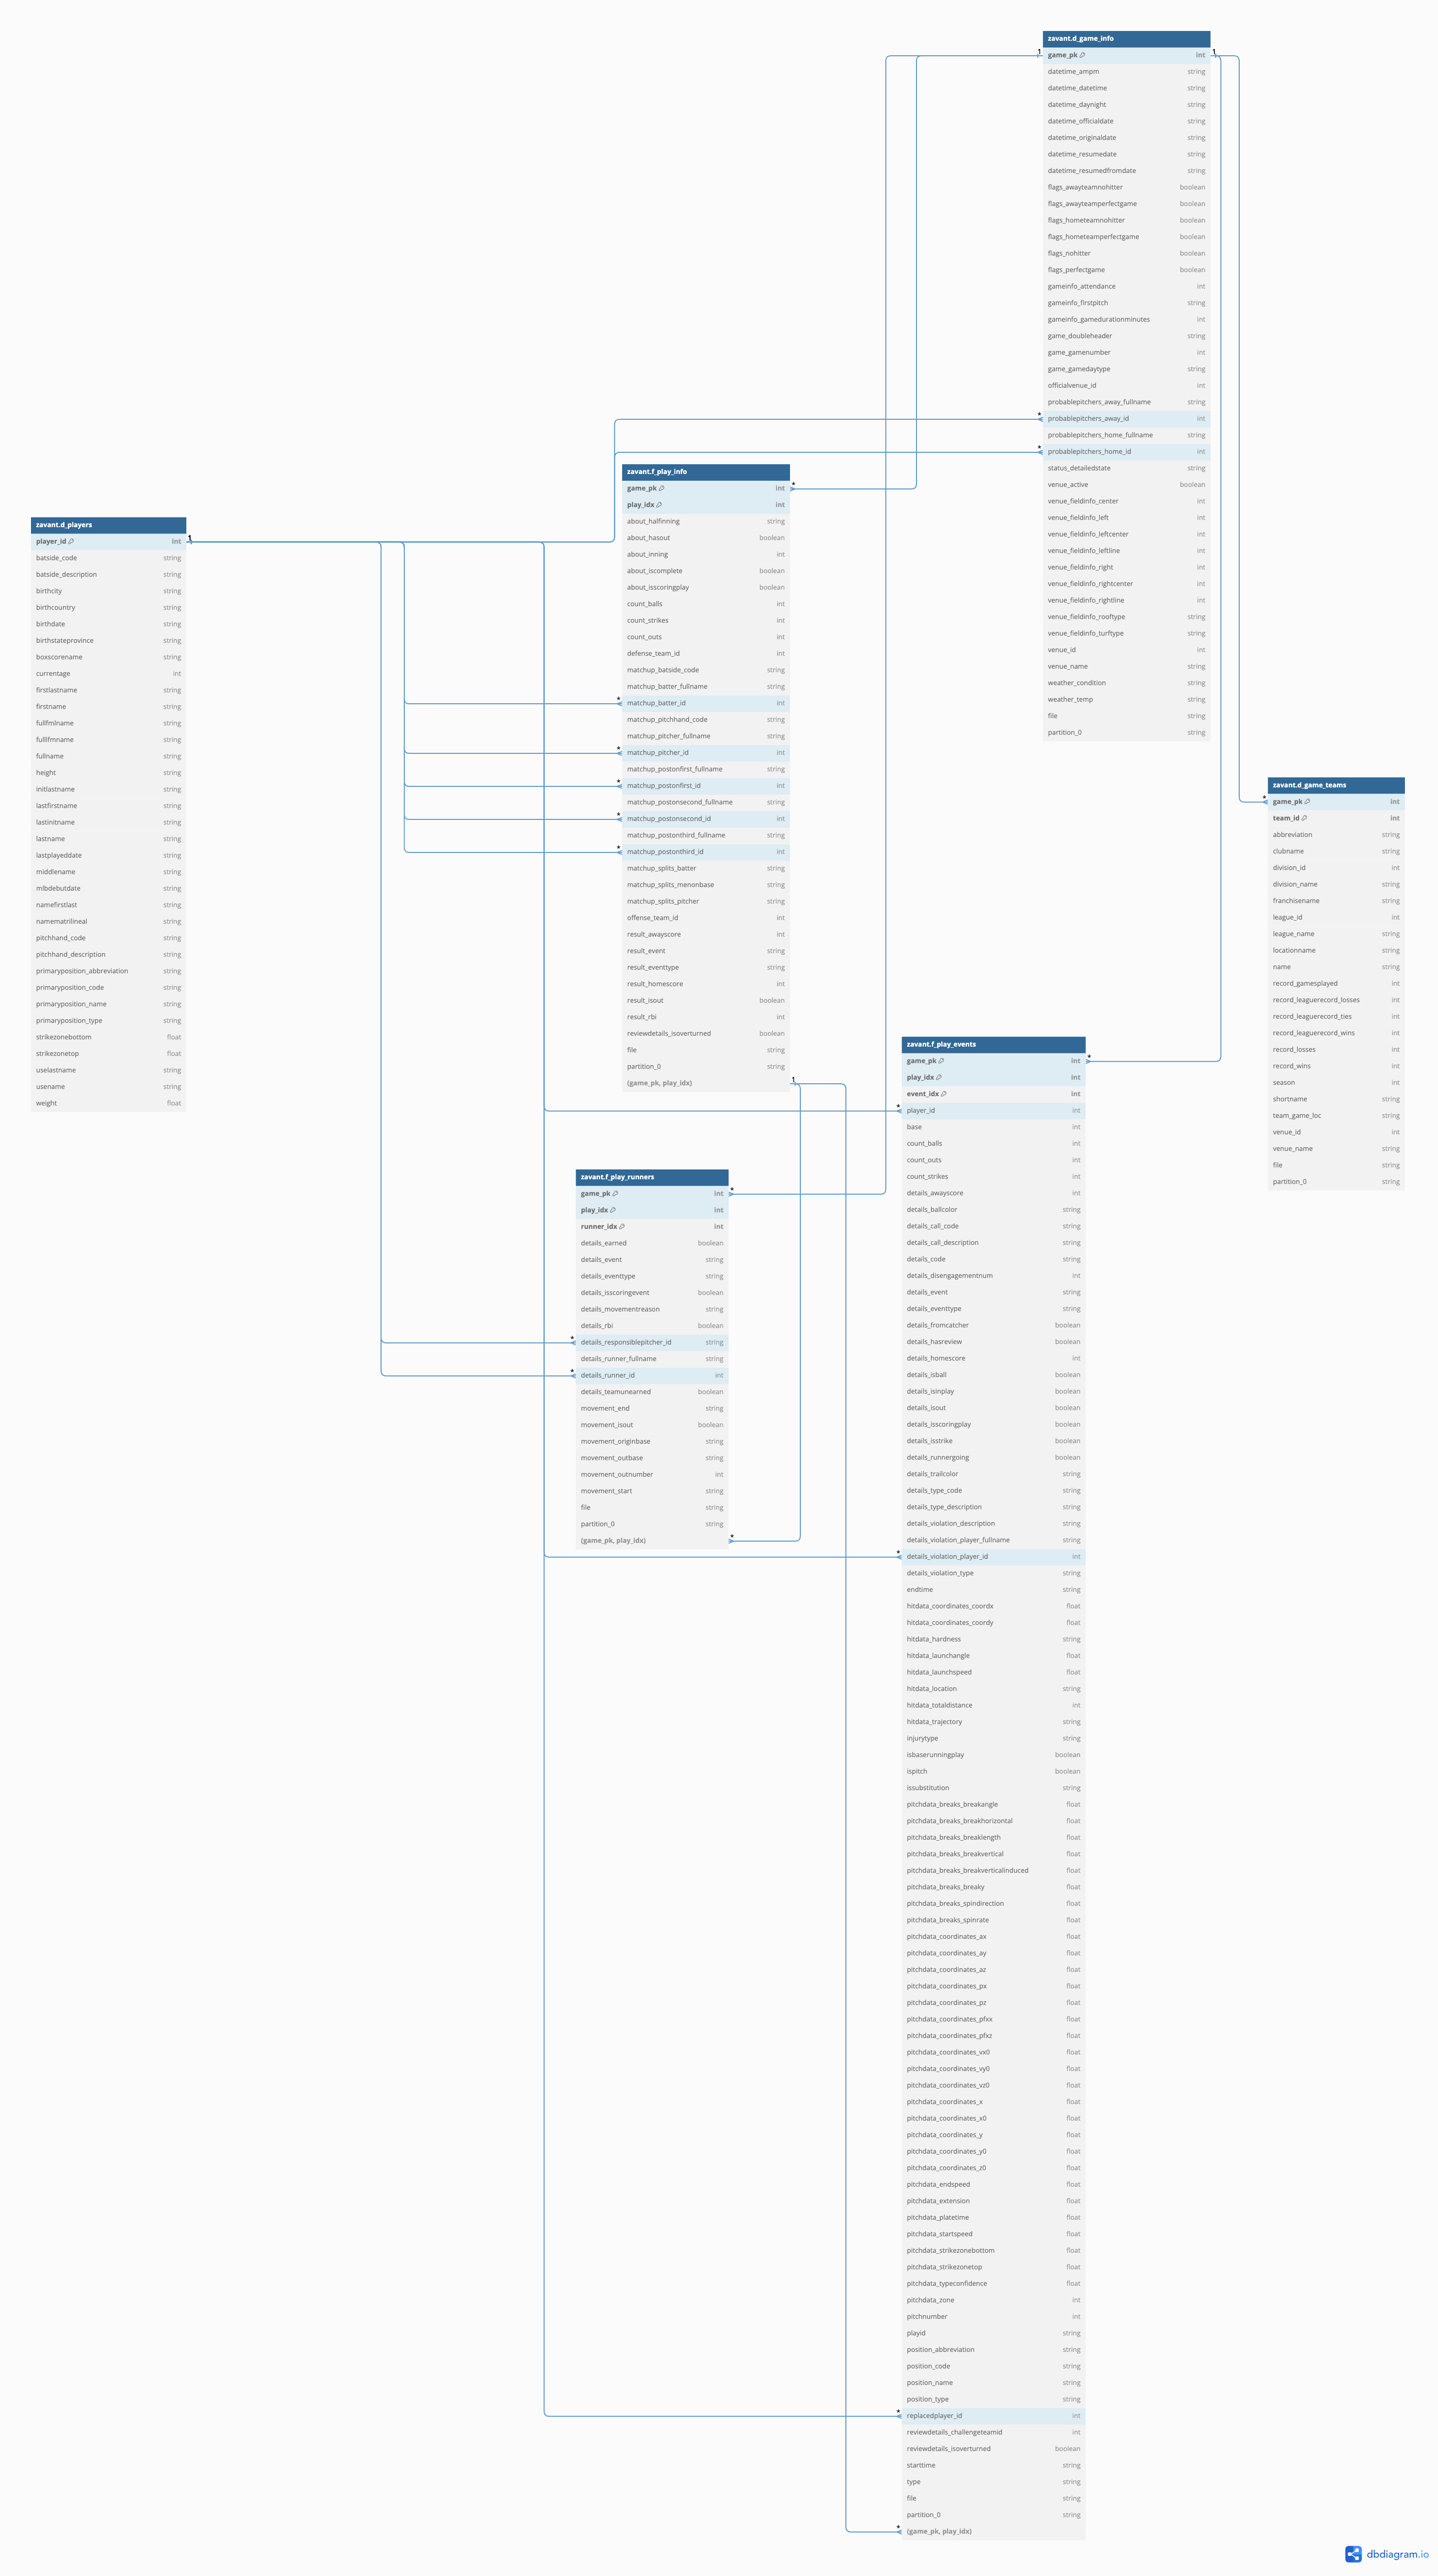 zavant.d_game_info
game_pk int
datetime_ampm string
datetime_datetime string
datetime_daynight string
datetime_officialdate string
datetime_originaldate string
datetime_resumedate string
datetime_resumedfromdate string
flags_awayteamnohitter boolean
flags_awayteamperfectgame boolean
flags_hometeamnohitter boolean
flags_hometeamperfectgame boolean
flags_nohitter boolean
flags_perfectgame boolean
gameinfo_attendance int
gameinfo_firstpitch string
gameinfo_gamedurationminutes int
game_doubleheader string
game_gamenumber int
game_gamedaytype string
officialvenue_id int
probablepitchers_away_fullname string
probablepitchers_away_id int
probablepitchers_home_fullname string
probablepitchers_home_id int
status_detailedstate string
venue_active boolean
venue_fieldinfo_center int
venue_fieldinfo_left int
venue_fieldinfo_leftcenter int
venue_fieldinfo_leftline int
venue_fieldinfo_right int
venue_fieldinfo_rightcenter int
venue_fieldinfo_rightline int
venue_fieldinfo_rooftype string
venue_fieldinfo_turftype string
venue_id int
venue_name string
weather_condition string
weather_temp string
file string
partition_0 string
zavant.f_play_info
game_pk int
play_idx int
about_halfinning string
about_hasout boolean
about_inning int
about_iscomplete boolean
about_isscoringplay boolean
count_balls int
count_strikes int
count_outs int
defense_team_id int
matchup_batside_code string
matchup_batter_fullname string
matchup_batter_id int
matchup_pitchhand_code string
matchup_pitcher_fullname string
matchup_pitcher_id int
matchup_postonfirst_fullname string
matchup_postonfirst_id int
matchup_postonsecond_fullname string
matchup_postonsecond_id int
matchup_postonthird_fullname string
matchup_postonthird_id int
matchup_splits_batter string
matchup_splits_menonbase string
matchup_splits_pitcher string
offense_team_id int
result_awayscore int
result_event string
result_eventtype string
result_homescore int
result_isout boolean
result_rbi int
reviewdetails_isoverturned boolean
file string
partition_0 string
(game_pk, play_idx)
zavant.d_players
player_id int
batside_code string
batside_description string
birthcity string
birthcountry string
birthdate string
birthstateprovince string
boxscorename string
currentage int
firstlastname string
firstname string
fullfmlname string
fulllfmname string
fullname string
height string
initlastname string
lastfirstname string
lastinitname string
lastname string
lastplayeddate string
middlename string
mlbdebutdate string
namefirstlast string
namematrilineal string
pitchhand_code string
pitchhand_description string
primaryposition_abbreviation string
primaryposition_code string
primaryposition_name string
primaryposition_type string
strikezonebottom float
strikezonetop float
uselastname string
usename string
weight float
zavant.d_game_teams
game_pk int
team_id int
abbreviation string
clubname string
division_id int
division_name string
franchisename string
league_id int
league_name string
locationname string
name string
record_gamesplayed int
record_leaguerecord_losses int
record_leaguerecord_ties int
record_leaguerecord_wins int
record_losses int
record_wins int
season int
shortname string
team_game_loc string
venue_id int
venue_name string
file string
partition_0 string
zavant.f_play_runners
game_pk int
play_idx int
runner_idx int
details_earned boolean
details_event string
details_eventtype string
details_isscoringevent boolean
details_movementreason string
details_rbi boolean
details_responsiblepitcher_id string
details_runner_fullname string
details_runner_id int
details_teamunearned boolean
movement_end string
movement_isout boolean
movement_originbase string
movement_outbase string
movement_outnumber int
movement_start string
file string
partition_0 string
(game_pk, play_idx)
zavant.f_play_events
game_pk int
play_idx int
event_idx int
player_id int
base int
count_balls int
count_outs int
count_strikes int
details_awayscore int
details_ballcolor string
details_call_code string
details_call_description string
details_code string
details_disengagementnum int
details_event string
details_eventtype string
details_fromcatcher boolean
details_hasreview boolean
details_homescore int
details_isball boolean
details_isinplay boolean
details_isout boolean
details_isscoringplay boolean
details_isstrike boolean
details_runnergoing boolean
details_trailcolor string
details_type_code string
details_type_description string
details_violation_description string
details_violation_player_fullname string
details_violation_player_id int
details_violation_type string
endtime string
hitdata_coordinates_coordx float
hitdata_coordinates_coordy float
hitdata_hardness string
hitdata_launchangle float
hitdata_launchspeed float
hitdata_location string
hitdata_totaldistance int
hitdata_trajectory string
injurytype string
isbaserunningplay boolean
ispitch boolean
issubstitution string
pitchdata_breaks_breakangle float
pitchdata_breaks_breakhorizontal float
pitchdata_breaks_breaklength float
pitchdata_breaks_breakvertical float
pitchdata_breaks_breakverticalinduced float
pitchdata_breaks_breaky float
pitchdata_breaks_spindirection float
pitchdata_breaks_spinrate float
pitchdata_coordinates_ax float
pitchdata_coordinates_ay float
pitchdata_coordinates_az float
pitchdata_coordinates_px float
pitchdata_coordinates_pz float
pitchdata_coordinates_pfxx float
pitchdata_coordinates_pfxz float
pitchdata_coordinates_vx0 float
pitchdata_coordinates_vy0 float
pitchdata_coordinates_vz0 float
pitchdata_coordinates_x float
pitchdata_coordinates_x0 float
pitchdata_coordinates_y float
pitchdata_coordinates_y0 float
pitchdata_coordinates_z0 float
pitchdata_endspeed float
pitchdata_extension float
pitchdata_platetime float
pitchdata_startspeed float
pitchdata_strikezonebottom float
pitchdata_strikezonetop float
pitchdata_typeconfidence float
pitchdata_zone int
pitchnumber int
playid string
position_abbreviation string
position_code string
position_name string
position_type string
replacedplayer_id int
reviewdetails_challengeteamid int
reviewdetails_isoverturned boolean
starttime string
type string
file string
partition_0 string
(game_pk, play_idx)
dbdiagram.io